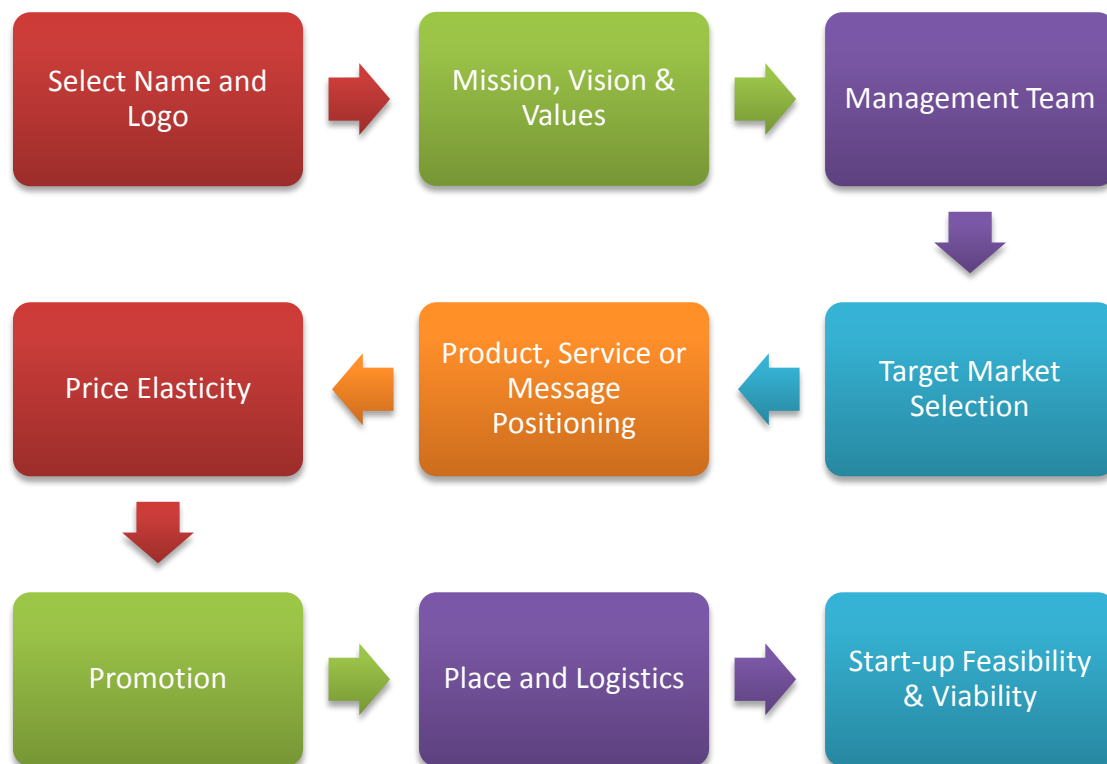 Select Name and
Logo
Mission, Vision &
Values
Management Team
Target Market
Selection
Product, Service or
Message
Positioning
Price Elasticity
Promotion
Place and Logistics
Start-up Feasibility
& Viability